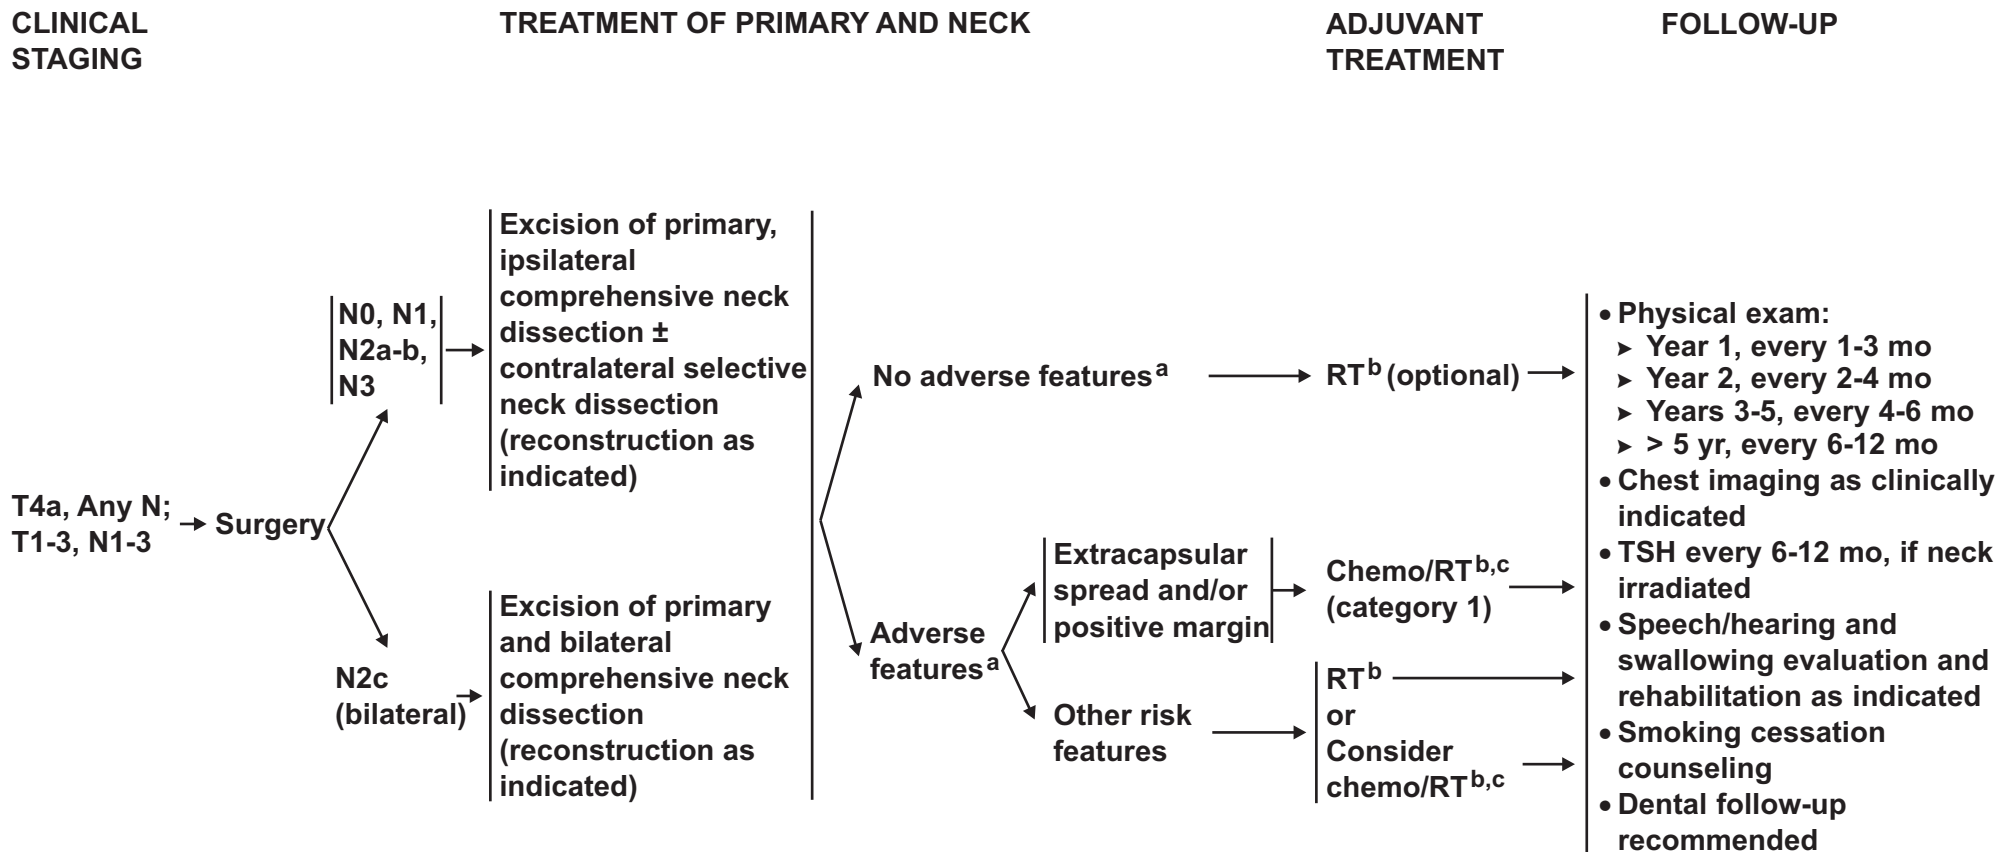 CLINICAL
STAGING
TREATMENT OF PRIMARY AND NECK
ADJUVANT
TREATMENT
FOLLOW-UP
T4a, Any N;
T1-3, N1-3
Surgery
N0, N1,
N2a-b,
N3
N2c
(bilateral)
Excision of primary,
ipsilateral
comprehensive neck
dissection ±
contralateral selective
neck dissection
(reconstruction as
indicated)
Excision of primary
and bilateral
comprehensive neck
dissection
(reconstruction as
indicated)
No adverse features a
Adverse
features a
Extracapsular
spread and/or
positive margin
Other risk
features
RT b (optional)
Chemo/RT b,c
(category 1)
RT b
or
Consider
chemo/RT b,c
• Physical exam:
➤ Year 1, every 1-3 mo
➤ Year 2, every 2-4 mo
➤ Years 3-5, every 4-6 mo
➤ > 5 yr, every 6-12 mo
• Chest imaging as clinically
indicated
• TSH every 6-12 mo, if neck
irradiated
• Speech/hearing and
swallowing evaluation and
rehabilitation as indicated
• Smoking cessation
counseling
• Dental follow-up
recommended